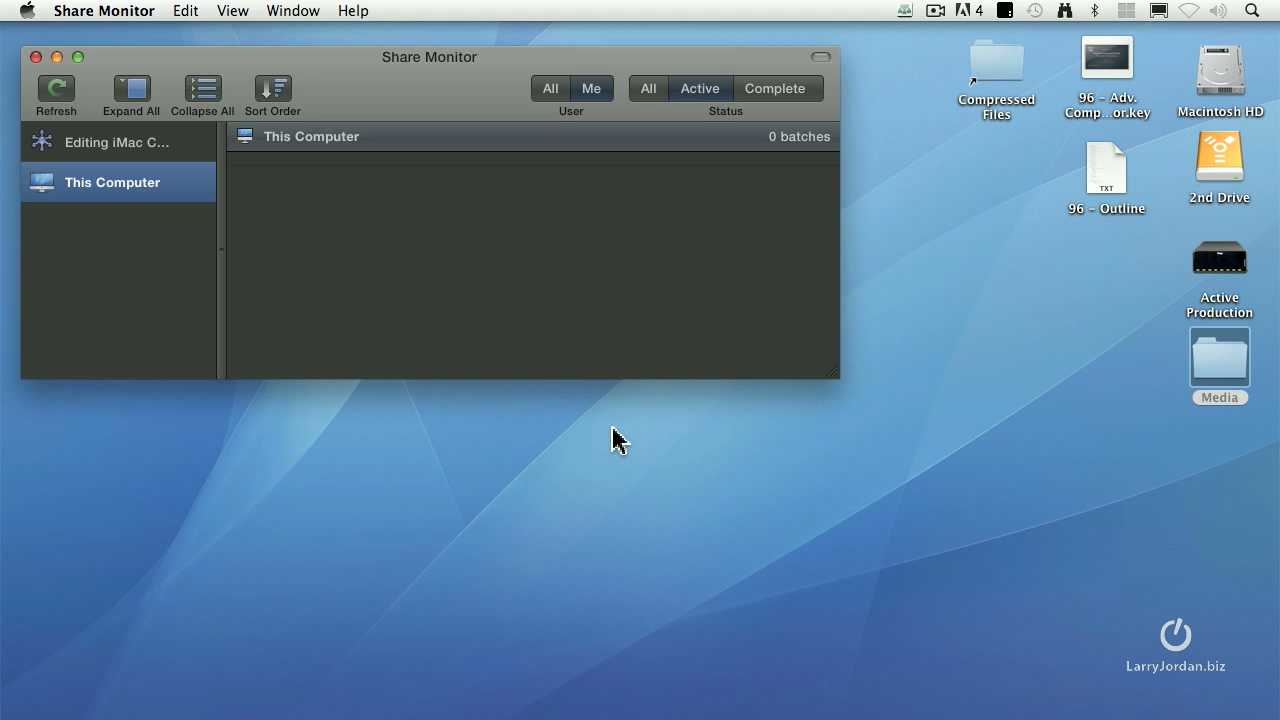 Share Monitor Edit View Window Help 4
Share Monitor
Refresh Expand All Collapse All Sort Order
All Me All Active Complete
User Status
Editing iMac C...
This Computer
This Computer 0 batches
Compressed
Files
96 - Adv.
Comp...or.key
Macintosh HD
TXT
96 - Outline
2nd Drive
Active
Production
Media
LarryJordan.biz